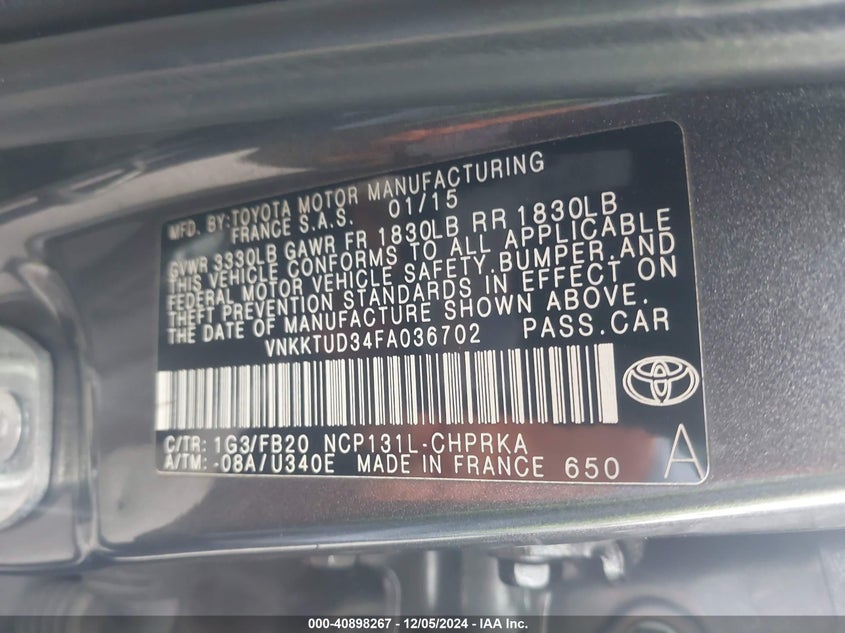 MFD. BY:TOYOTA MOTOR MANUFACTURING
FRANCE S.A.S. 01/15
GVWR 3330LB GAWR FR 1830LB RR 1830LB
THIS VEHICLE CONFORMS TO ALL APPLICABLE
FEDERAL MOTOR VEHICLE SAFETY,BUMPER,AND
THEFT PREVENTION STANDARDS IN EFFECT ON
THE DATE OF MANUFACTURE SHOWN ABOVE.
VNKKTUD34FA036702 PASS.CAR
C/TR: 1G3/FB20 NCP131L-CHPRKA A
A/TM: -08A/U340E MADE IN FRANCE 650
000-40898267 - 12/05/2024 - IAA Inc.